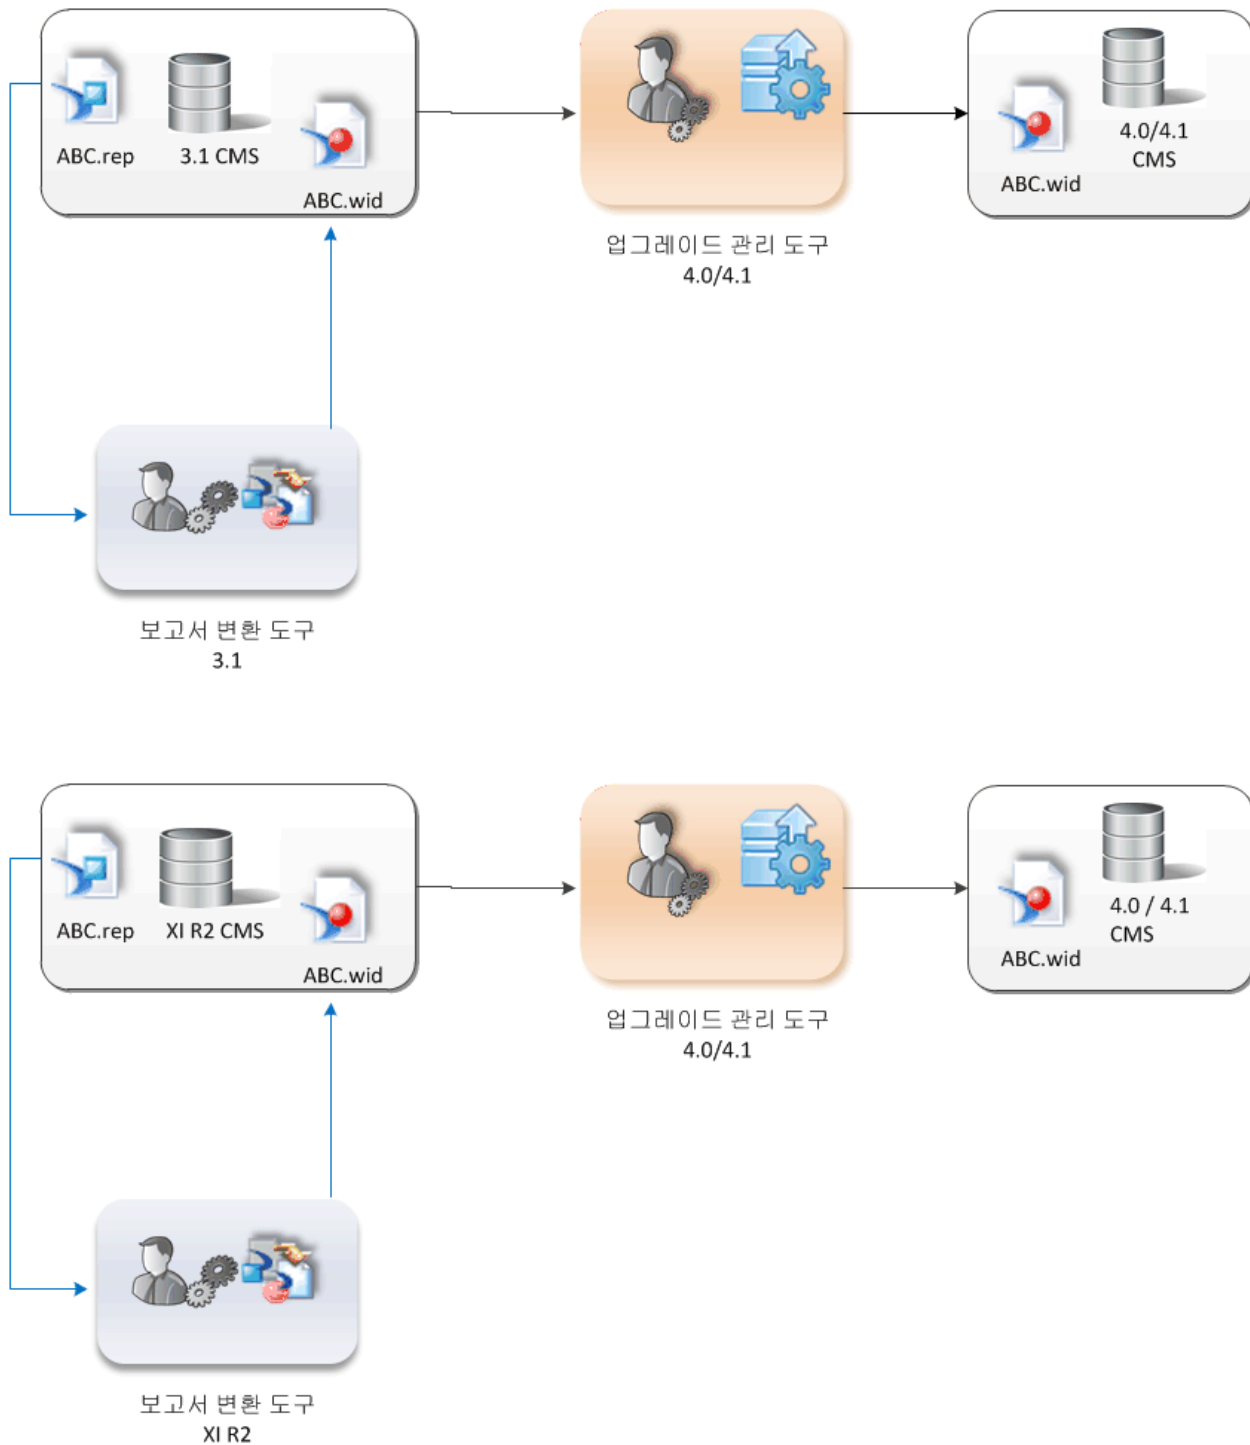 ABC.rep
3.1 CMS
ABC.wid
업그레이드 관리 도구
4.0/4.1
ABC.wid
4.0/4.1
CMS
보고서 변환 도구
3.1
ABC.rep
XI R2 CMS
ABC.wid
업그레이드 관리 도구
4.0/4.1
ABC.wid
4.0 / 4.1
CMS
보고서 변환 도구
XI R2